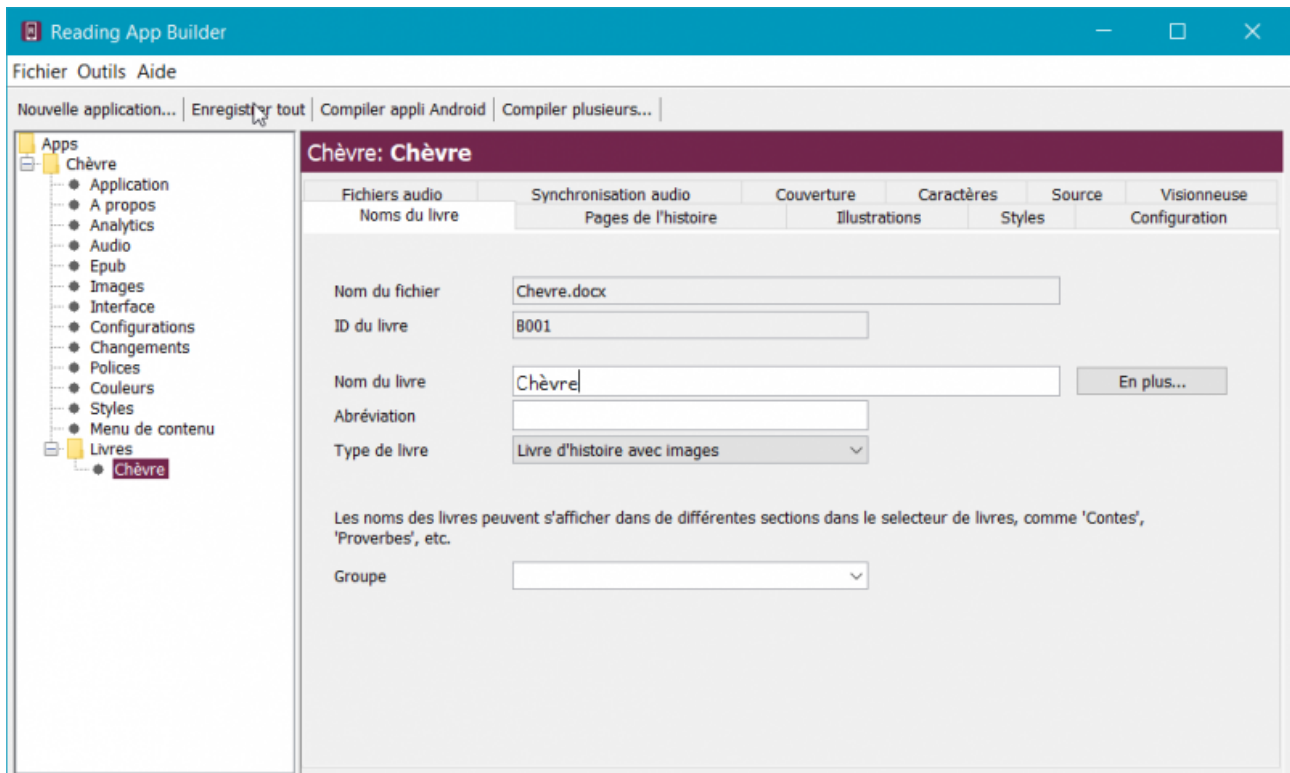 Reading App Builder
Fichier Outils Aide
Nouvelle application... Enregistrer tout Compiler appli Android Compiler plusieurs...
Apps
Chèvre
Application
A propos
Analytics
Audio
Epub
Images
Interface
Configurations
Changements
Polices
Couleurs
Styles
Menu de contenu
Livres
Chèvre
Chèvre: Chèvre
Fichiers audio Synchronisation audio Couverture Caractères Source Visionneuse
Noms du livre Pages de l'histoire Illustrations Styles Configuration
Nom du fichier Chevre.docx
ID du livre B001
Nom du livre Chèvre En plus...
Abréviation
Type de livre Livre d'histoire avec images
Les noms des livres peuvent s'afficher dans de différentes sections dans le selecteur de livres, comme 'Contes',
'Proverbes', etc.
Groupe